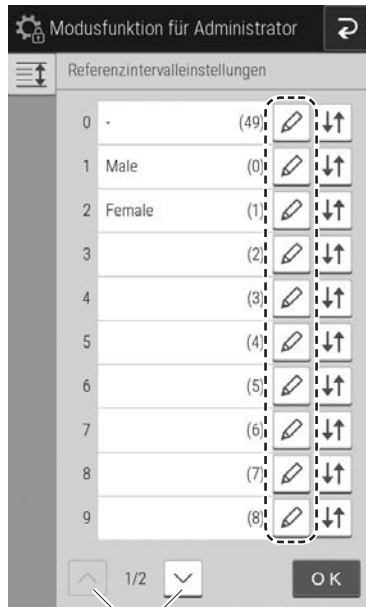 Modusfunktion für Administrator
Referenzintervalleinstellungen
0 - (49)
1 Male (0)
2 Female (1)
3 (2)
4 (3)
5 (4)
6 (5)
7 (6)
8 (7)
9 (8)
1/2 OK